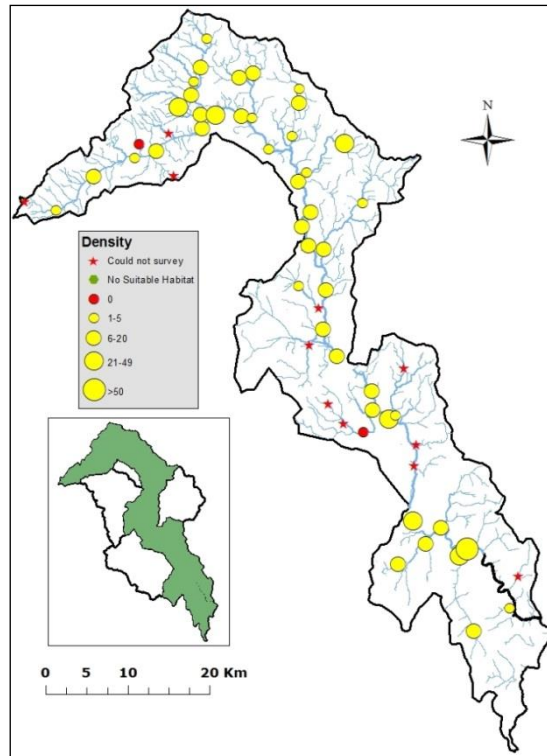 N
Density
Could not survey
No Suitable Habitat
0
1-5
6-20
21-49
>50
0 5 10 20 Km